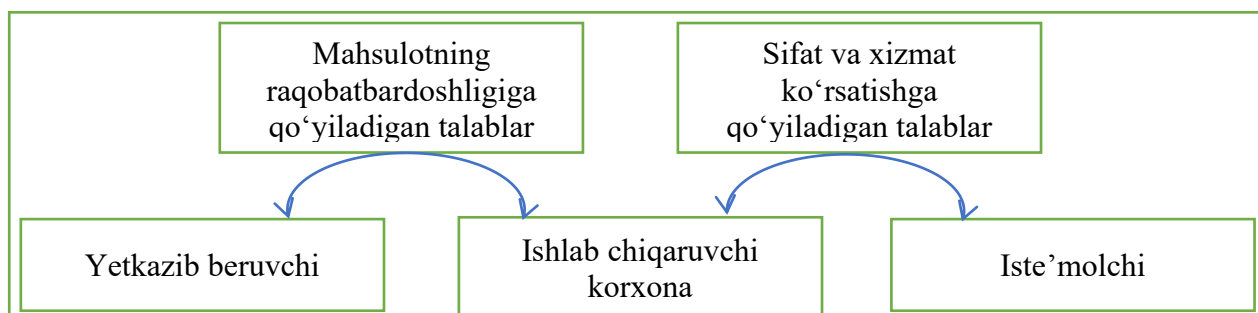 Mahsulotning
raqobatbardoshligiga
qo‘yiladigan talablar
Sifat va xizmat
ko‘rsatishga
qo‘yiladigan talablar
Yetkazib beruvchi
Ishlab chiqaruvchi
korxona
Iste’molchi